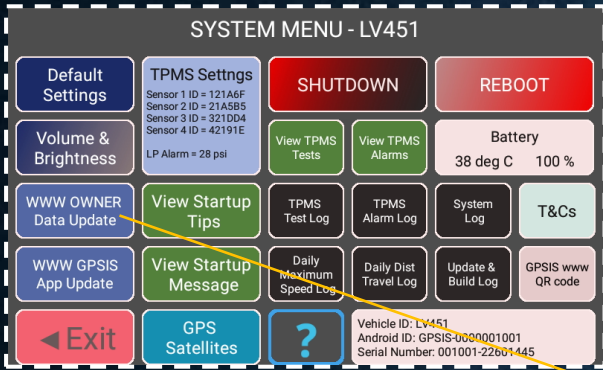 SYSTEM MENU - LV451
Default
Settings
TPMS Settngs
Sensor 1 ID = 121A6F
Sensor 2 ID = 21A5B5
Sensor 3 ID = 321DD4
Sensor 4 ID = 42191E
LP Alarm = 28 psi
SHUTDOWN
REBOOT
Volume &
Brightness
View TPMS
Tests
View TPMS
Alarms
Battery
38 deg C 100 %
WWW OWNER
Data Update
View Startup
Tips
TPMS
Test Log
TPMS
Alarm Log
System
Log
T&Cs
WWW GPSIS
App Update
View Startup
Message
Daily
Maximum
Speed Log
Daily Dist
Travel Log
Update &
Build Log
GPSIS www
QR code
◄Exit
GPS
Satellites
?
Vehicle ID: LV451
Android ID: GPSIS-0000001001
Serial Number: 001001-22601445